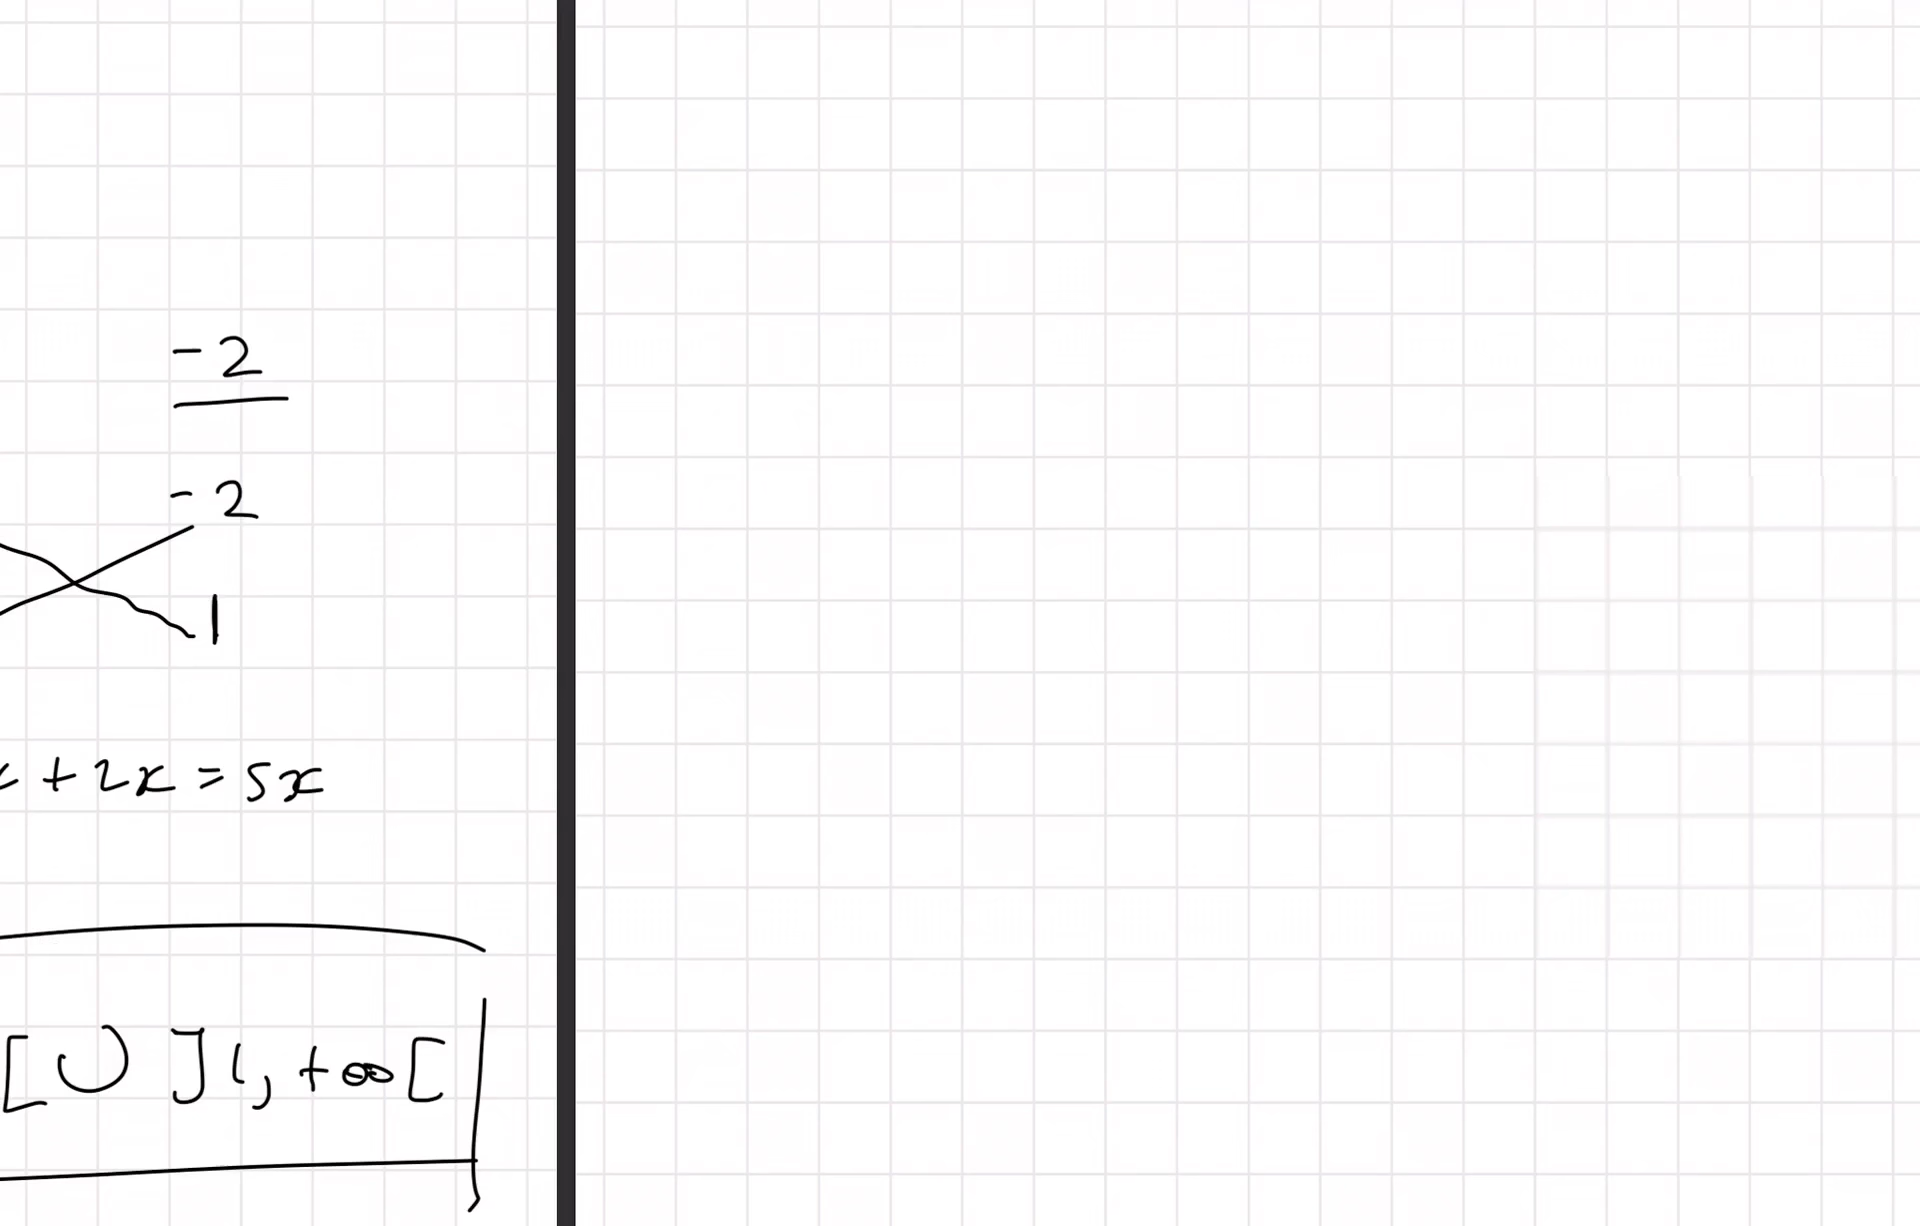 -2
-2
1
x + 2x = 5x
[ ∪ ]1, +∞[